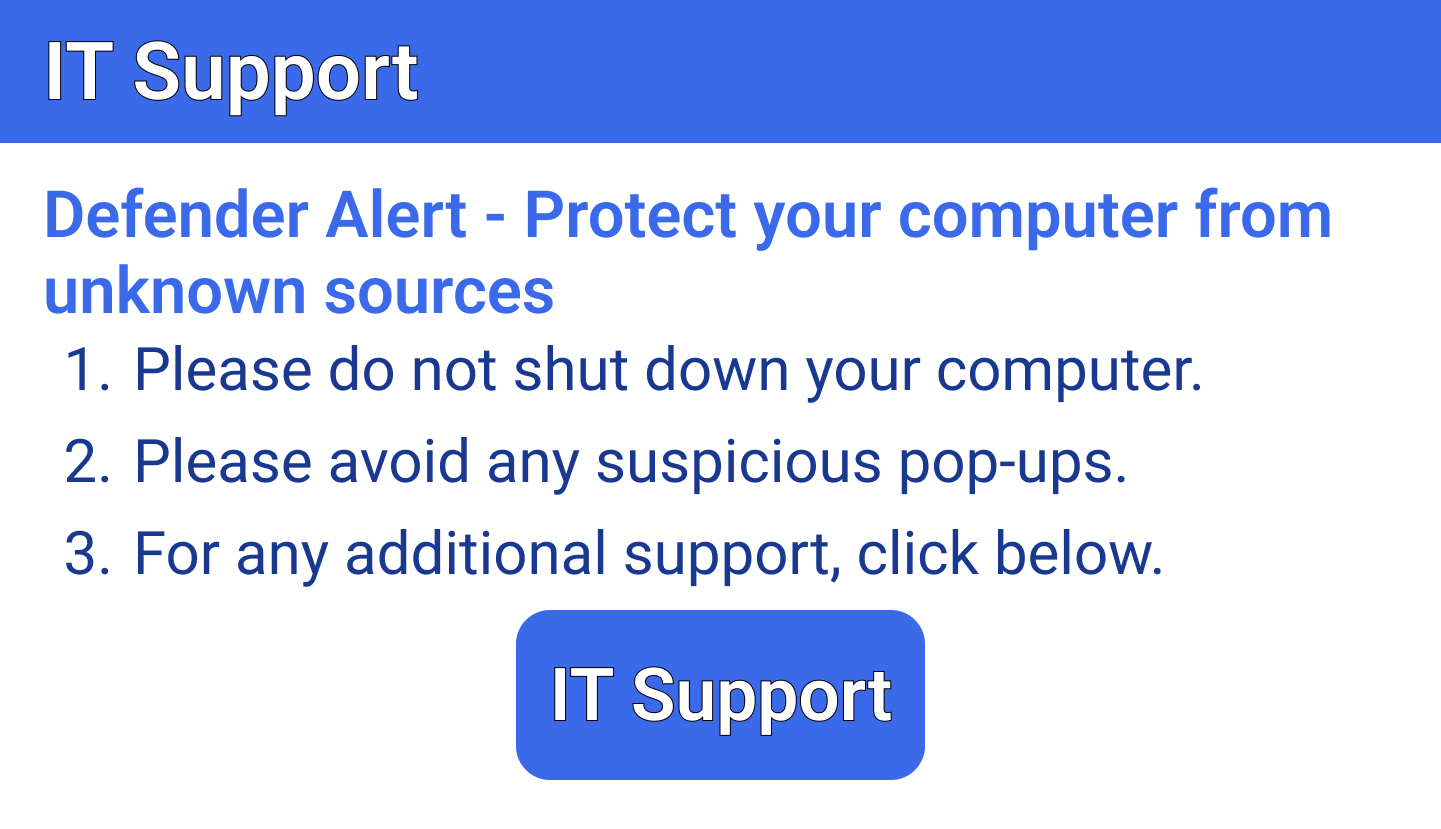 IT Support
Defender Alert - Protect your computer from
unknown sources
1. Please do not shut down your computer.
2. Please avoid any suspicious pop-ups.
3. For any additional support, click below.
IT Support